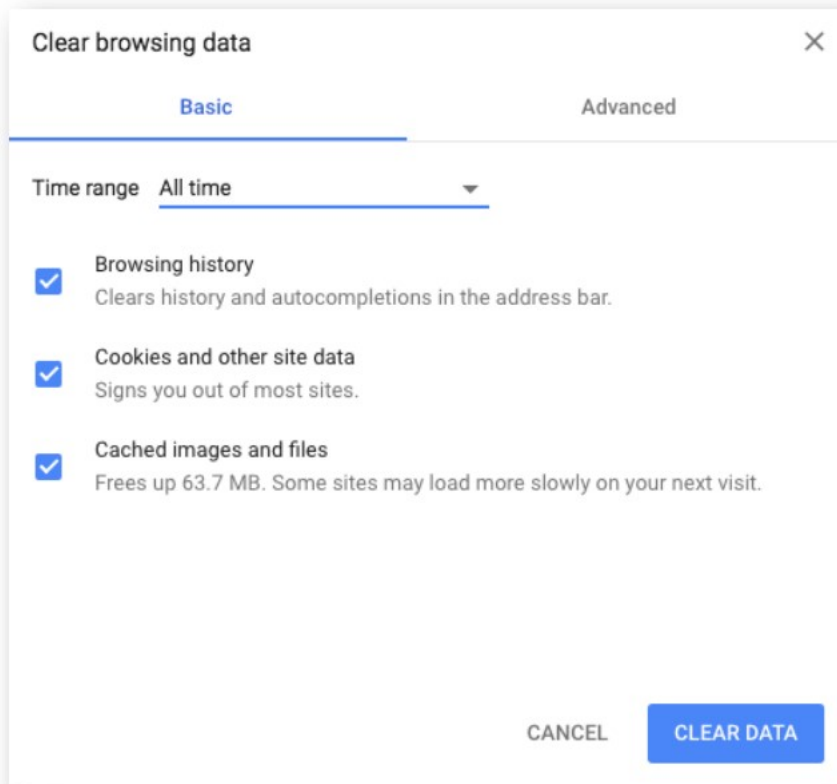 Clear browsing data
Basic Advanced
Time range All time
Browsing history
Clears history and autocompletions in the address bar.
Cookies and other site data
Signs you out of most sites.
Cached images and files
Frees up 63.7 MB. Some sites may load more slowly on your next visit.
CANCEL CLEAR DATA